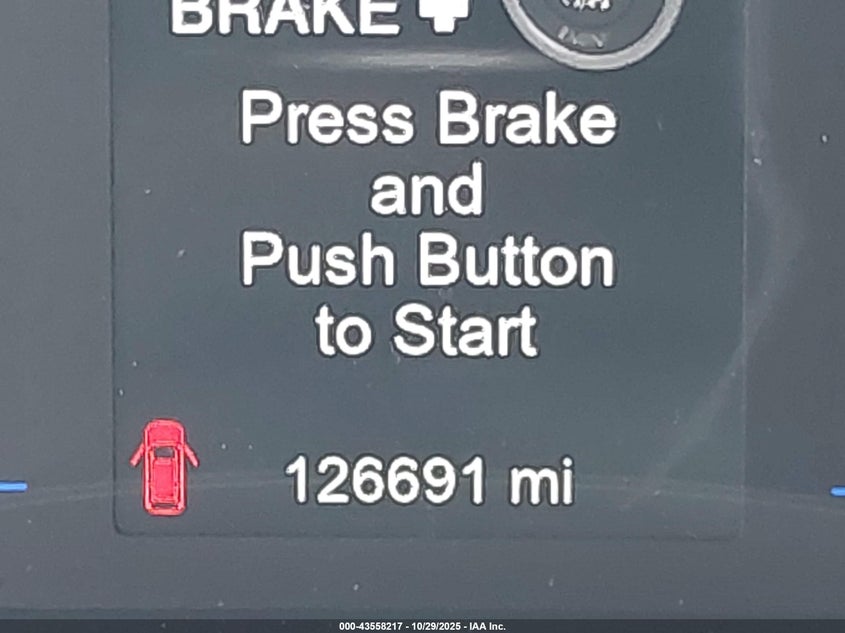 BRAKE +
Press Brake
and
Push Button
to Start
126691 mi
000-43558217 - 10/29/2025 - IAA Inc.